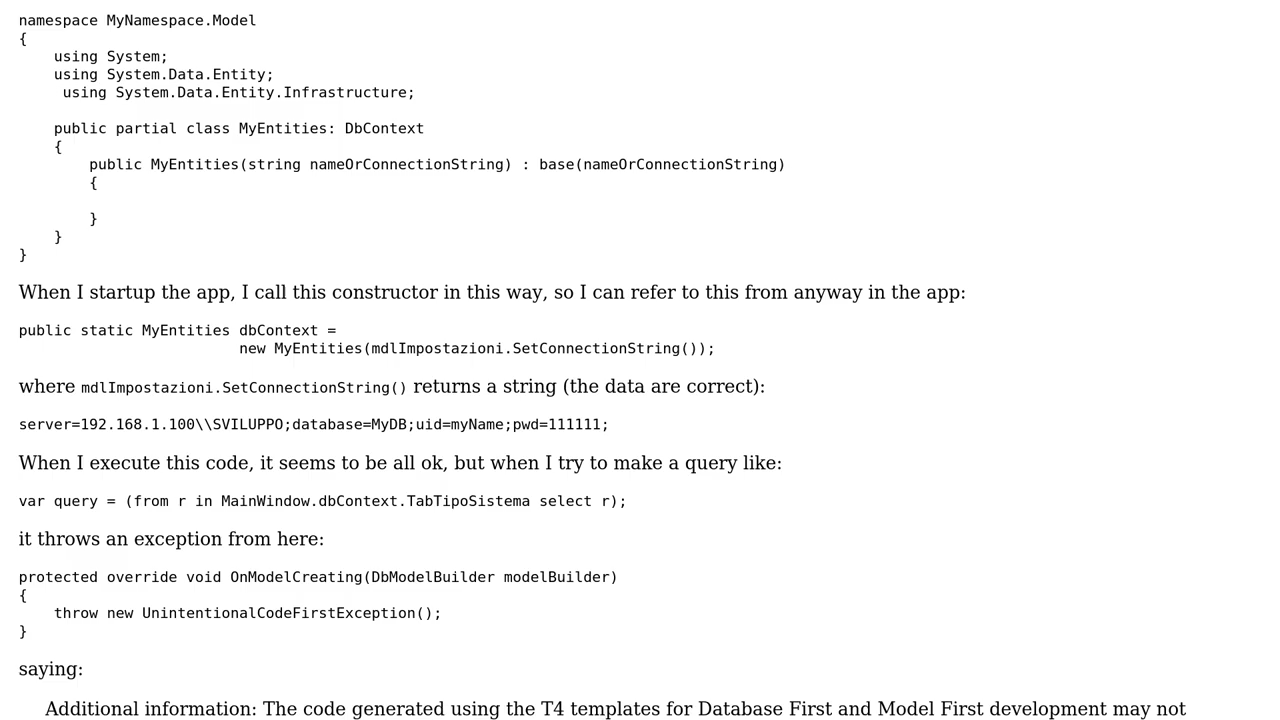 namespace MyNamespace.Model
{
    using System;
    using System.Data.Entity;
     using System.Data.Entity.Infrastructure;

    public partial class MyEntities: DbContext
    {
        public MyEntities(string nameOrConnectionString) : base(nameOrConnectionString)
        {

        }
    }
}
When I startup the app, I call this constructor in this way, so I can refer to this from anyway in the app:
public static MyEntities dbContext =
                         new MyEntities(mdlImpostazioni.SetConnectionString());
where mdlImpostazioni.SetConnectionString() returns a string (the data are correct):
server=192.168.1.100\\SVILUPPO;database=MyDB;uid=myName;pwd=111111;
When I execute this code, it seems to be all ok, but when I try to make a query like:
var query = (from r in MainWindow.dbContext.TabTipoSistema select r);
it throws an exception from here:
protected override void OnModelCreating(DbModelBuilder modelBuilder)
{
    throw new UnintentionalCodeFirstException();
}
saying:
Additional information: The code generated using the T4 templates for Database First and Model First development may not